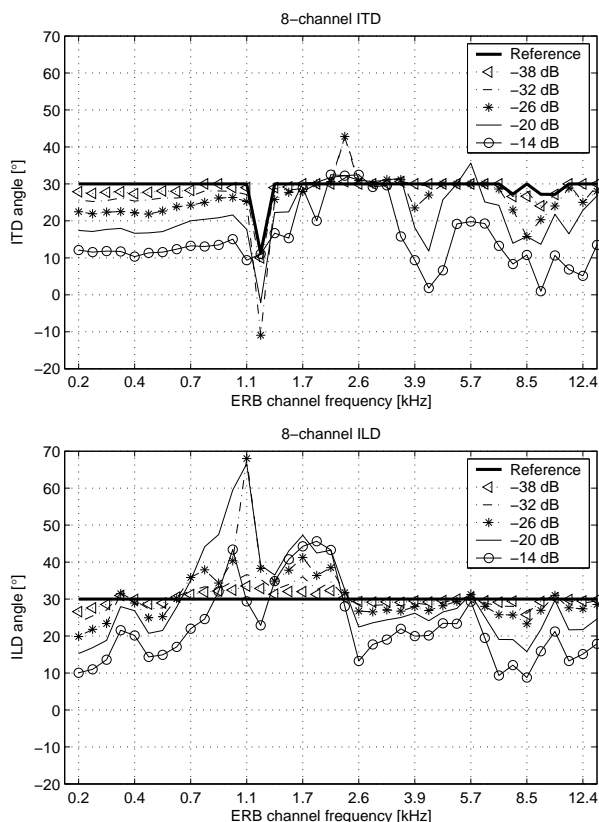 8−channel ITD
70
60
50
40
30
20
10
0
−10
−20
ITD angle [°]
Reference
−38 dB
−32 dB
−26 dB
−20 dB
−14 dB
0.2 0.4 0.7 1.1 1.7 2.6 3.9 5.7 8.5 12.4
ERB channel frequency [kHz]
8−channel ILD
70
60
50
40
30
20
10
0
−10
−20
ILD angle [°]
Reference
−38 dB
−32 dB
−26 dB
−20 dB
−14 dB
0.2 0.4 0.7 1.1 1.7 2.6 3.9 5.7 8.5 12.4
ERB channel frequency [kHz]